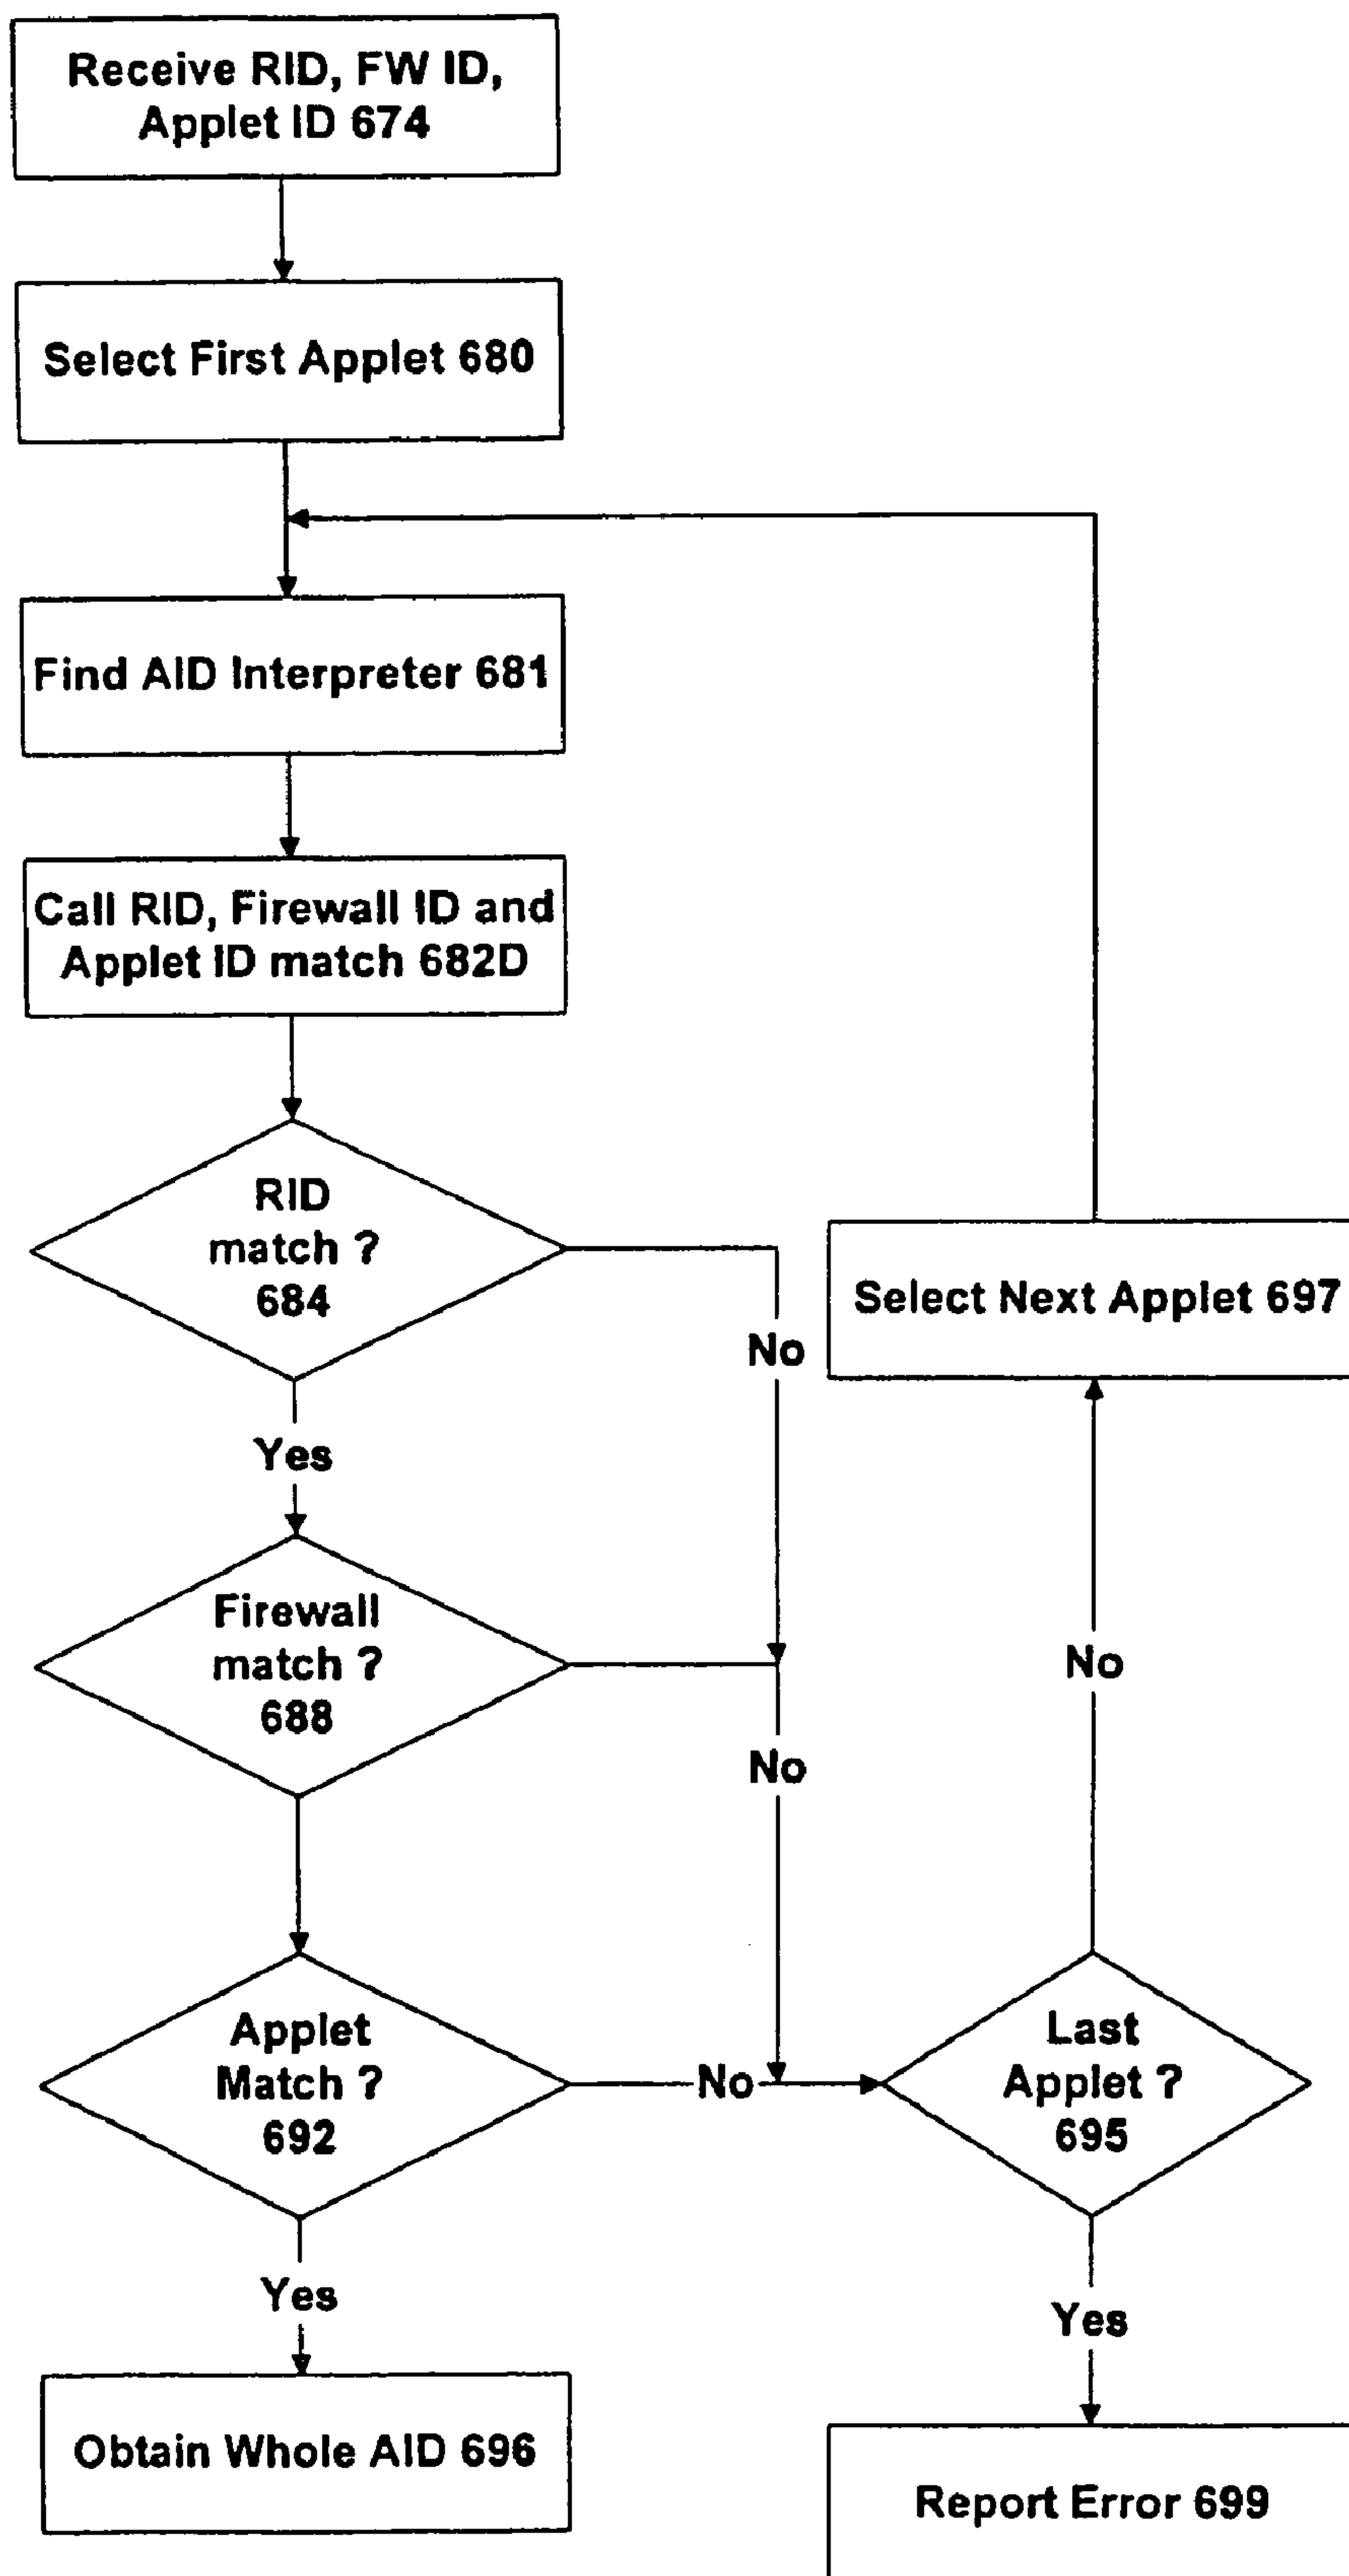 Receive RID, FW ID,
Applet ID 674
Select First Applet 680
Find AID Interpreter 681
Call RID, Firewall ID and
Applet ID match 682D
RID
match ?
684
No
Select Next Applet 697
Yes
Firewall
match ?
688
No
No
Applet
Match ?
692
No
Last
Applet ?
695
Yes
Yes
Obtain Whole AID 696
Report Error 699